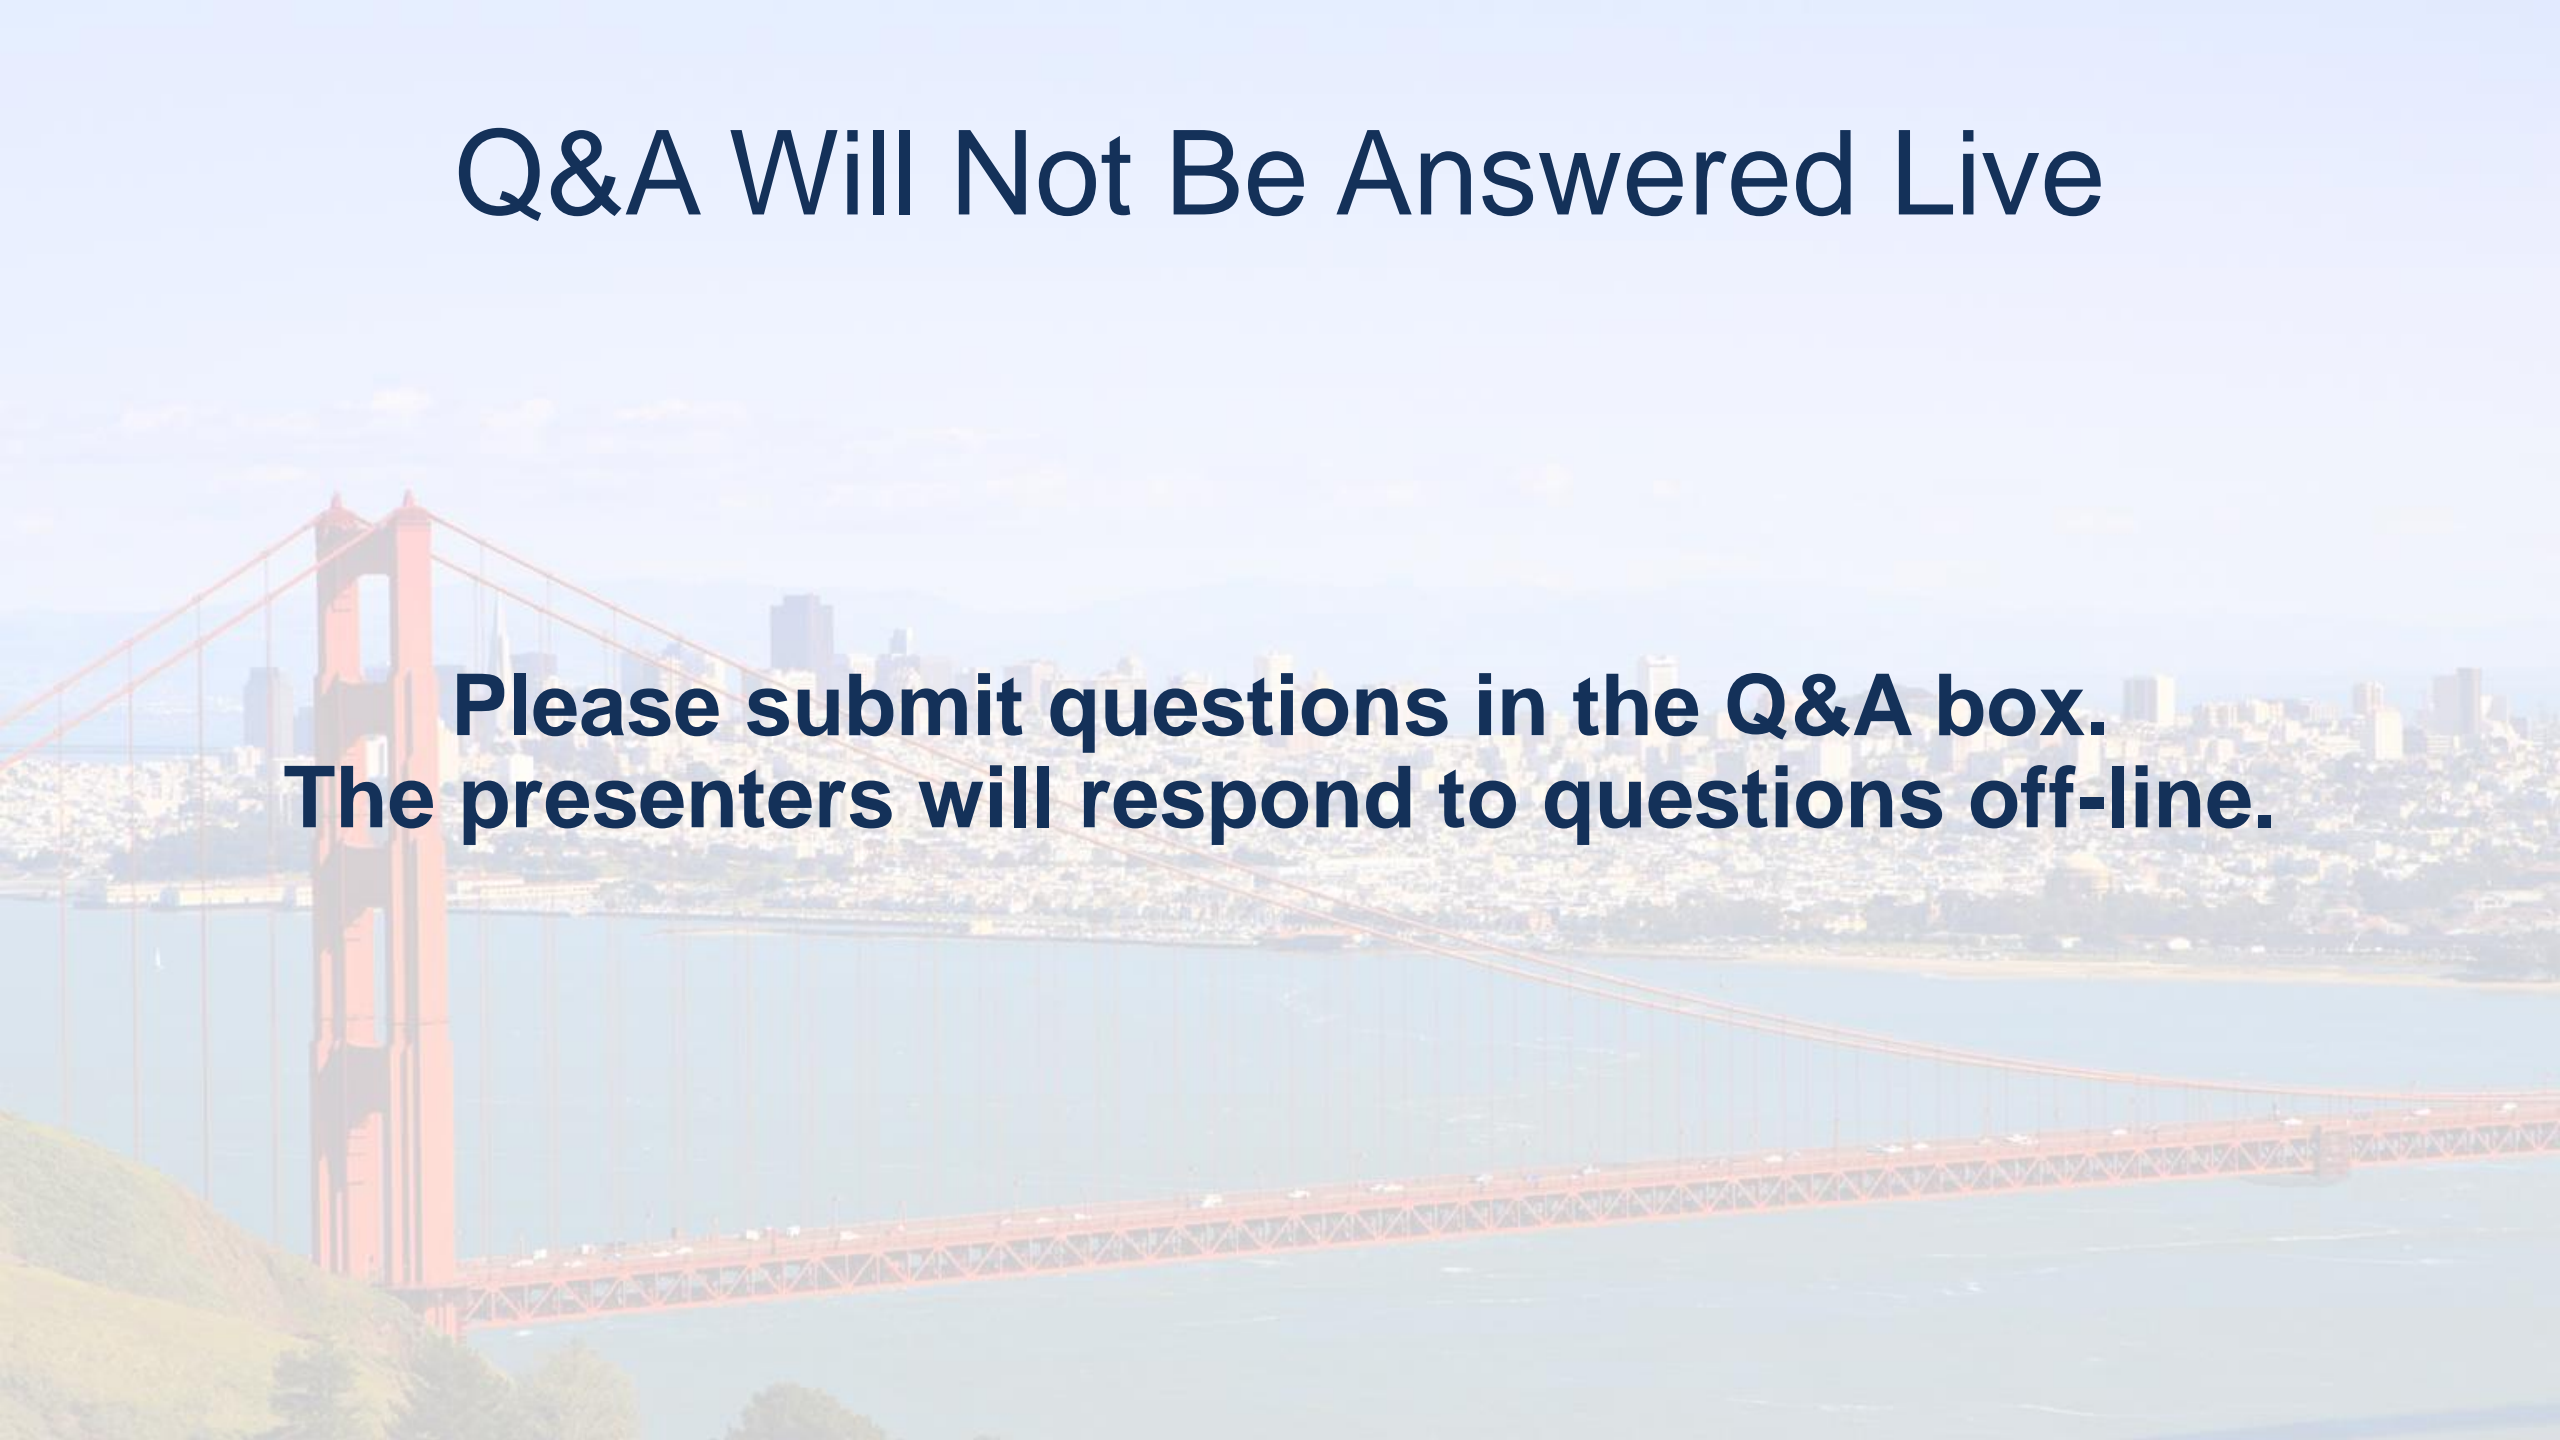 Q&A Will Not Be Answered Live
Please submit questions in the Q&A box.
The presenters will respond to questions off-line.